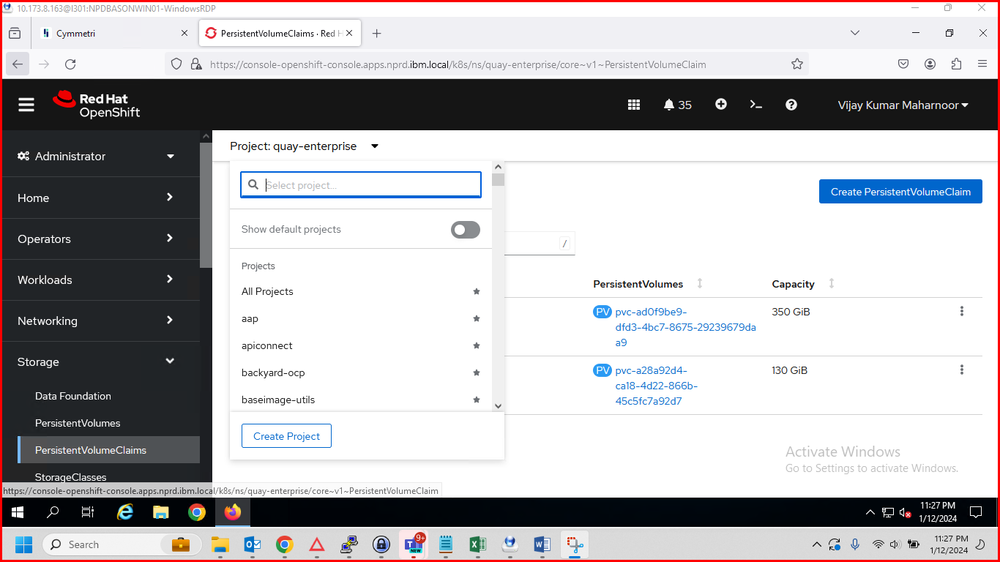 10.173.8.163@I301:NPDBASONWIN01-WindowsRDP
Cymmetri
PersistentVolumeClaims · Red H
https://console-openshift-console.apps.nprd.ibm.local/k8s/ns/quay-enterprise/core~v1~PersistentVolumeClaim
Red Hat
OpenShift
35
Vijay Kumar Maharnoor
Administrator
Project: quay-enterprise
Select project...
Create PersistentVolumeClaim
Home
Show default projects
/
Operators
Projects
Workloads
All Projects
PersistentVolumes
Capacity
aap
PV
pvc-ad0f9be9-
dfd3-4bc7-8675-29239679da
a9
350 GiB
Networking
apiconnect
Storage
backyard-ocp
PV
pvc-a28a92d4-
ca18-4d22-866b-
45c5fc7a92d7
130 GiB
Data Foundation
baseimage-utils
PersistentVolumes
Create Project
PersistentVolumeClaims
Activate Windows
Go to Settings to activate Windows.
StorageClasses
https://console-openshift-console.apps.nprd.ibm.local/k8s/ns/quay-enterprise/core~v1~PersistentVolumeClaim
11:27 PM
1/12/2024
Search
9+
NEW
11:27 PM
1/12/2024